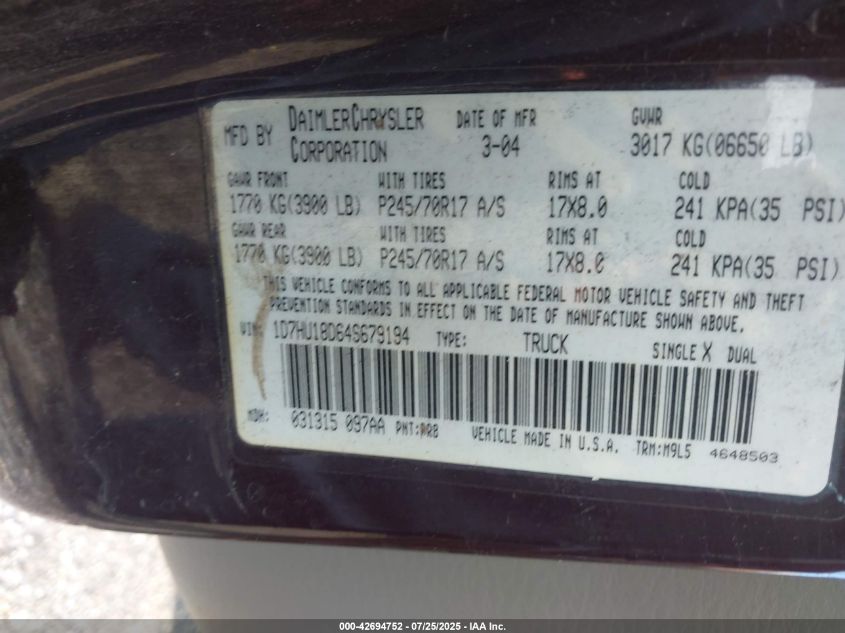 MFD BY DAIMLERCHRYSLER CORPORATION DATE OF MFR 3-04 GVWR 3017 KG(06650 LB)
GAWR FRONT WITH TIRES RIMS AT COLD
1770 KG(3900 LB) P245/70R17 A/S 17X8.0 241 KPA(35 PSI)
GAWR REAR WITH TIRES RIMS AT COLD
1770 KG(3900 LB) P245/70R17 A/S 17X8.0 241 KPA(35 PSI)
THIS VEHICLE CONFORMS TO ALL APPLICABLE FEDERAL MOTOR VEHICLE SAFETY AND THEFT
PREVENTION STANDARDS IN EFFECT ON THE DATE OF MANUFACTURE SHOWN ABOVE.
VIN: 1D7HU18D64S679194 TYPE: TRUCK SINGLE X DUAL
MDH: 031315 097AA PNT: PRB VEHICLE MADE IN U.S.A. TRM:M9L5 4648503
000-42694752 - 07/25/2025 - IAA Inc.